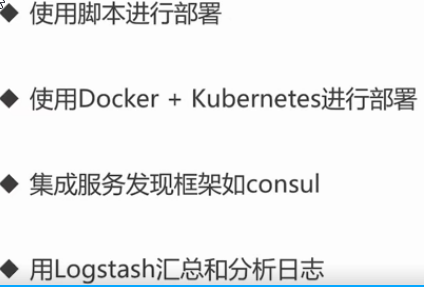 ◆ 使用脚本进行部署
◆ 使用Docker + Kubernetes进行部署
◆ 集成服务发现框架如consul
◆ 用Logstash汇总和分析日志